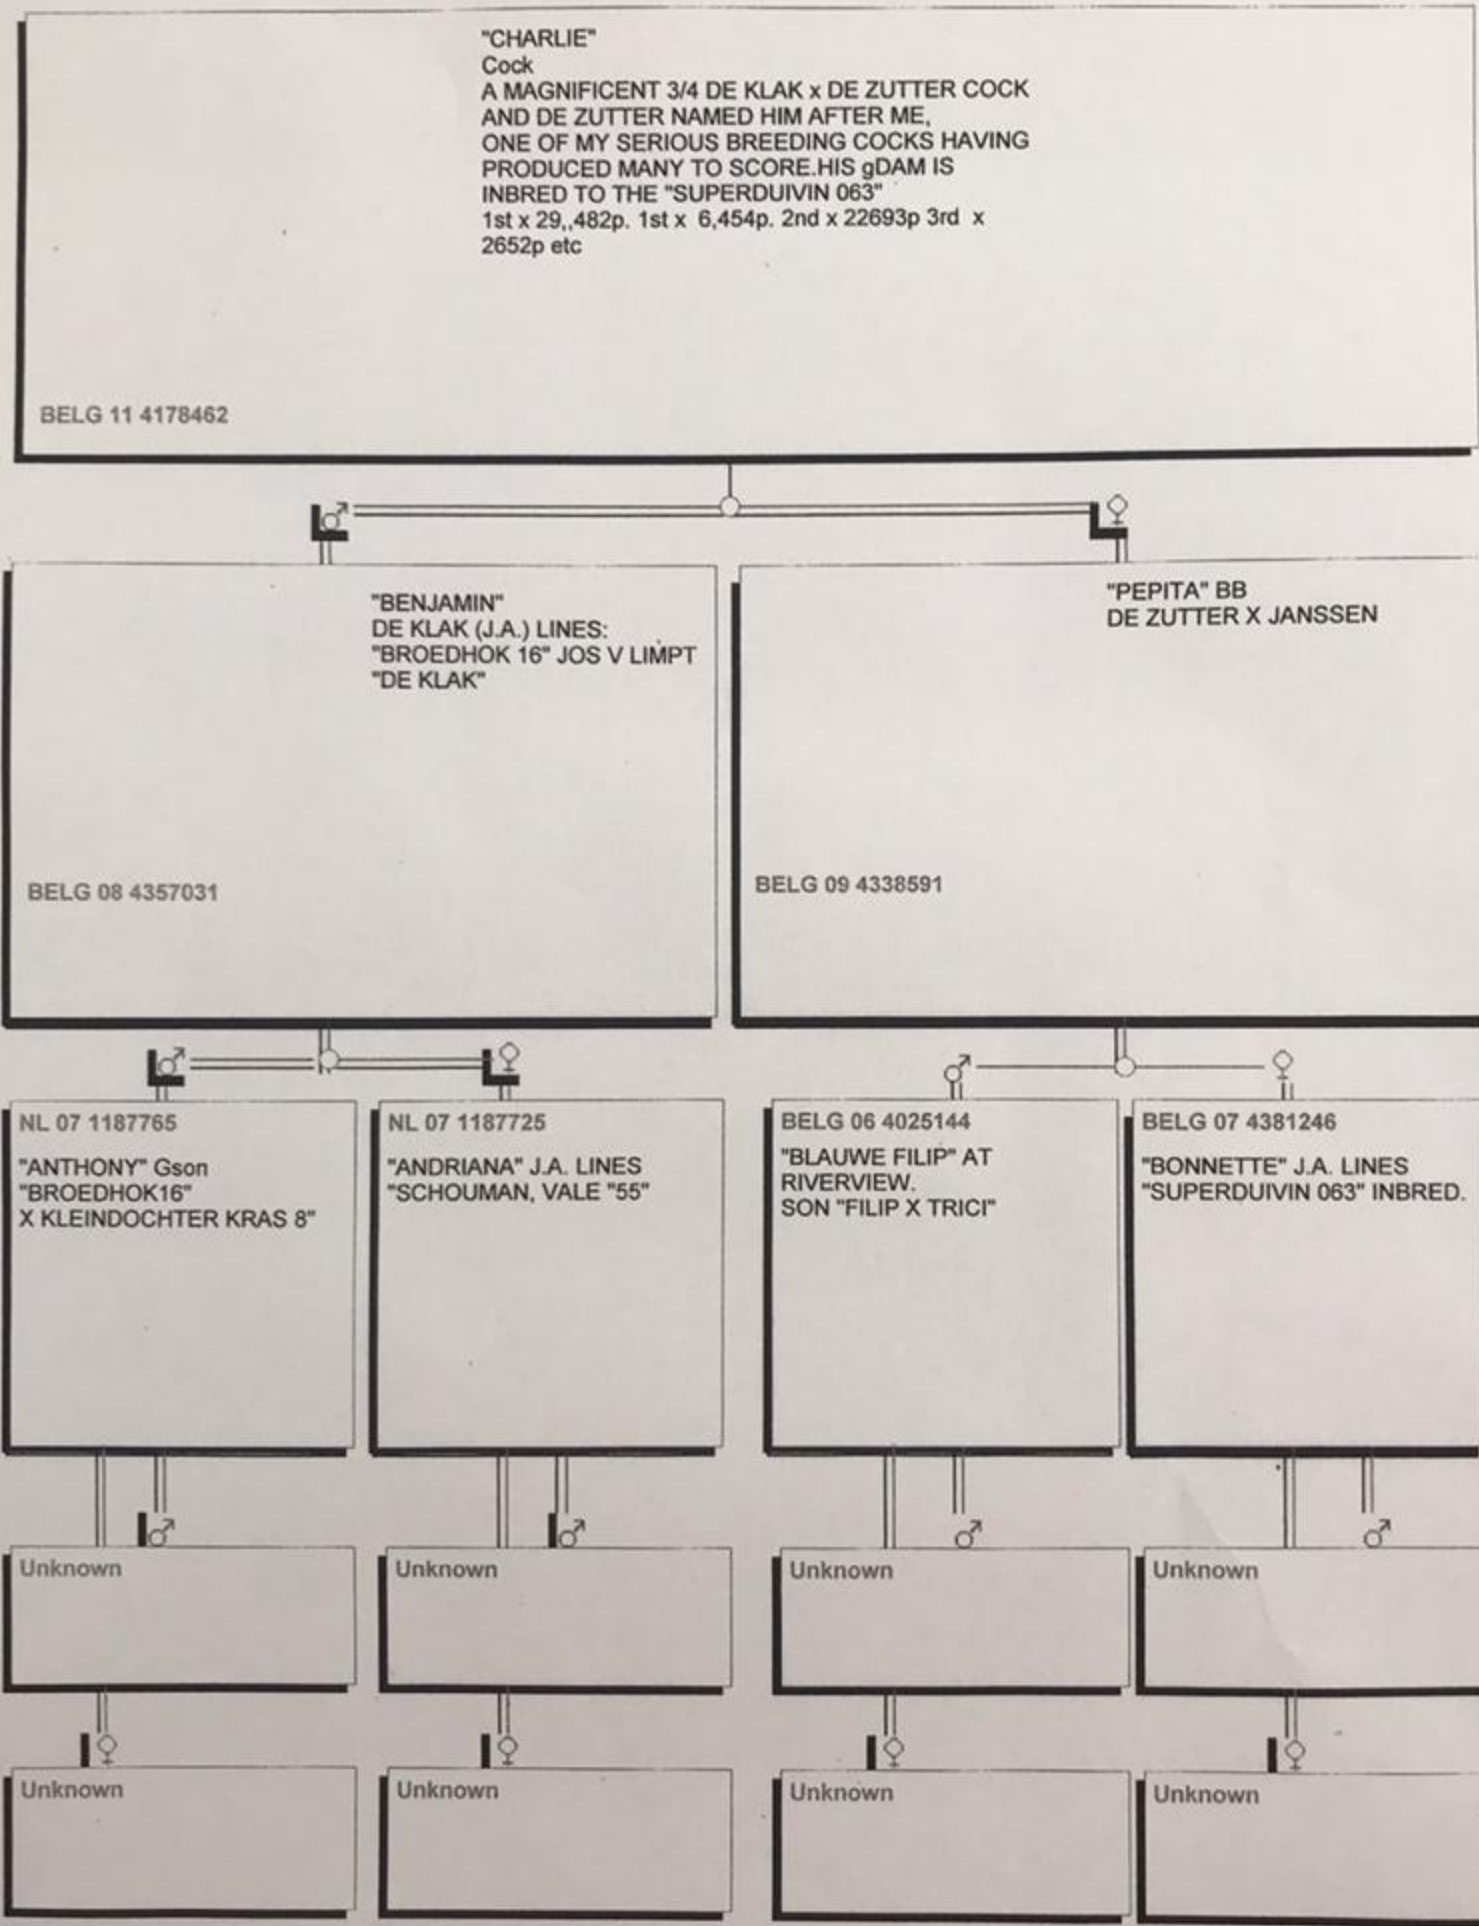 "CHARLIE"
Cock
A MAGNIFICENT 3/4 DE KLAK x DE ZUTTER COCK
AND DE ZUTTER NAMED HIM AFTER ME,
ONE OF MY SERIOUS BREEDING COCKS HAVING
PRODUCED MANY TO SCORE.HIS gDAM IS
INBRED TO THE "SUPERDUIVIN 063"
1st x 29,,482p. 1st x 6,454p. 2nd x 22693p 3rd x
2652p etc
BELG 11 4178462
"BENJAMIN"
DE KLAK (J.A.) LINES:
"BROEDHOK 16" JOS V LIMPT
"DE KLAK"
BELG 08 4357031
"PEPITA" BB
DE ZUTTER X JANSSEN
BELG 09 4338591
NL 07 1187765
"ANTHONY" Gson
"BROEDHOK16"
X KLEINDOCHTER KRAS 8"
NL 07 1187725
"ANDRIANA" J.A. LINES
"SCHOUMAN, VALE "55"
BELG 06 4025144
"BLAUWE FILIP" AT
RIVERVIEW.
SON "FILIP X TRICI"
BELG 07 4381246
"BONNETTE" J.A. LINES
"SUPERDUIVIN 063" INBRED.
Unknown
Unknown
Unknown
Unknown
Unknown
Unknown
Unknown
Unknown